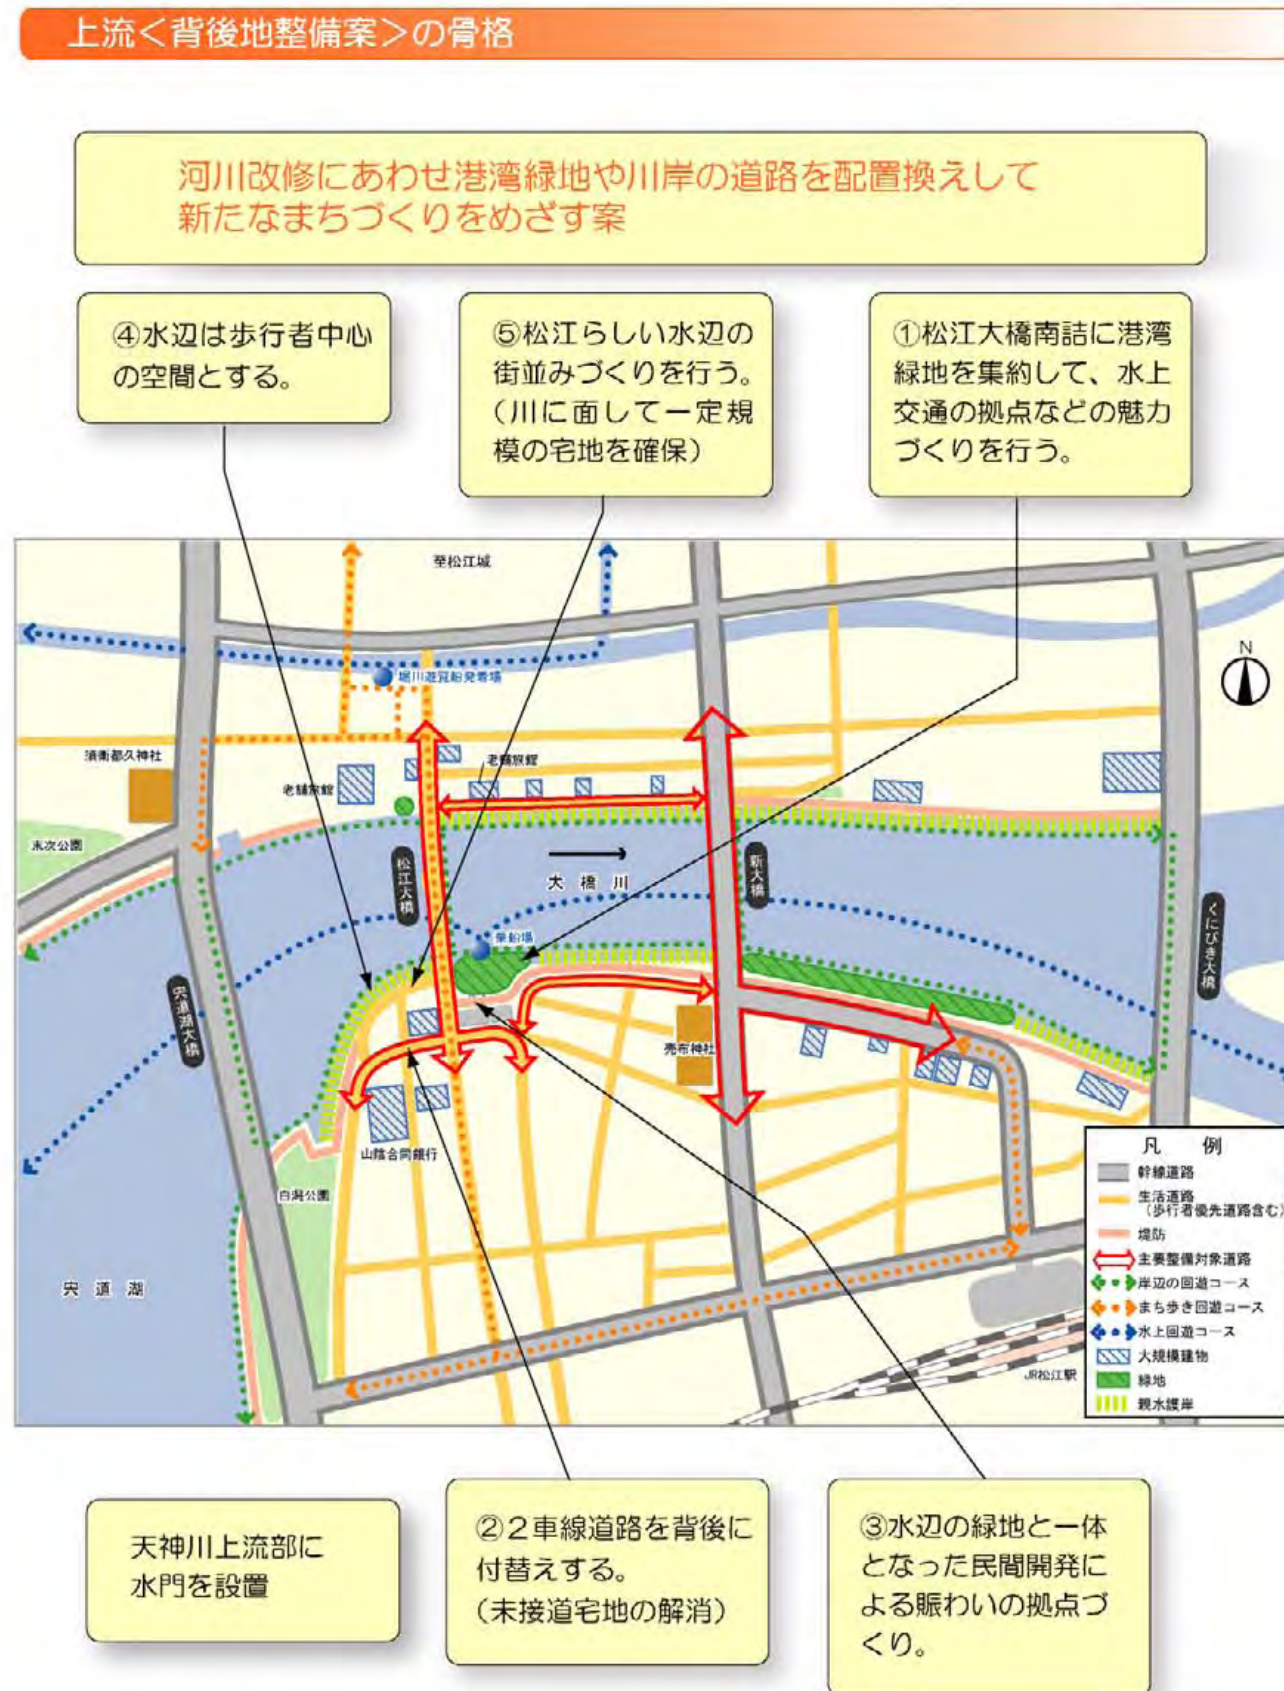 上流＜背後地整備案＞の骨格
河川改修にあわせ港湾緑地や川岸の道路を配置換えして
新たなまちづくりをめざす案
④水辺は歩行者中心
の空間とする。
⑤松江らしい水辺の
街並みづくりを行う。
（川に面して一定規
模の宅地を確保）
①松江大橋南詰に港湾
緑地を集約して、水上
交通の拠点などの魅力
づくりを行う。
至松江城
N
堀川遊覧船発着場
須衛都久神社
老舗旅館
老舗旅館
末次公園
松江大橋
大橋川
新大橋
くにびき大橋
乗船場
宍道湖大橋
売布神社
山陰合同銀行
白潟公園
宍道湖
JR松江駅
凡例
幹線道路
生活道路
（歩行者優先道路含む）
堤防
主要整備対象道路
岸辺の回遊コース
まち歩き回遊コース
水上回遊コース
大規模建物
緑地
親水護岸
天神川上流部に
水門を設置
②２車線道路を背後に
付替えする。
（未接道宅地の解消）
③水辺の緑地と一体
となった民間開発に
よる賑わいの拠点づ
くり。